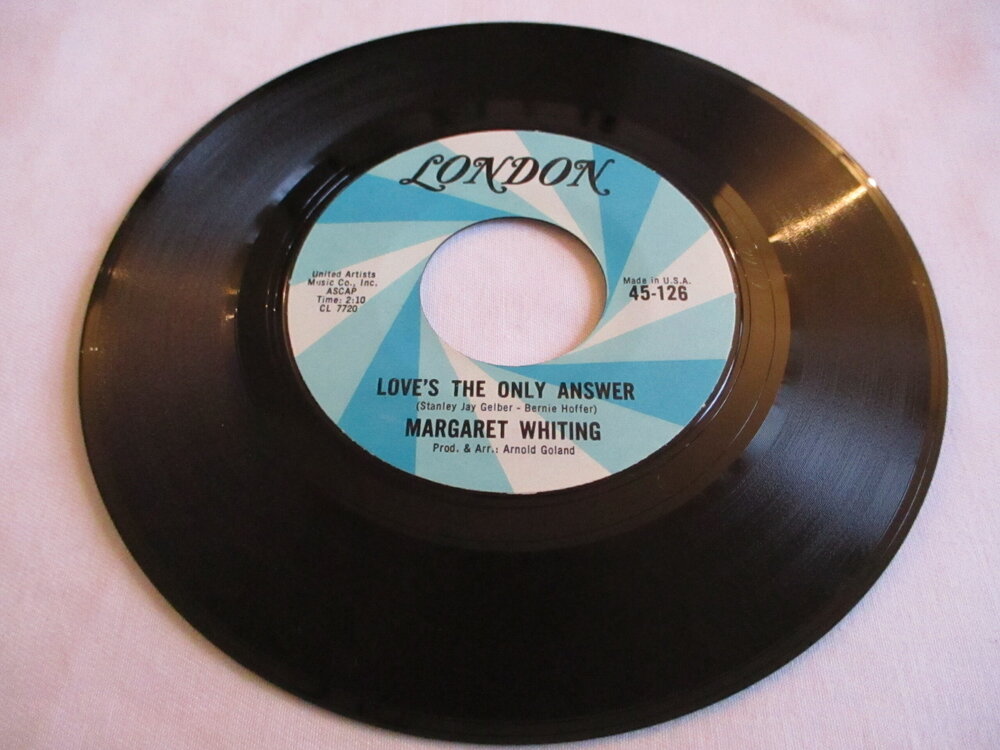 LONDON
United Artists
Music Co., Inc.
ASCAP
Time: 2:10
CL 7720
Made in U.S.A.
45-126
LOVE'S THE ONLY ANSWER
(Stanley Jay Gelber - Bernie Hoffer)
MARGARET WHITING
Prod. & Arr.: Arnold Goland